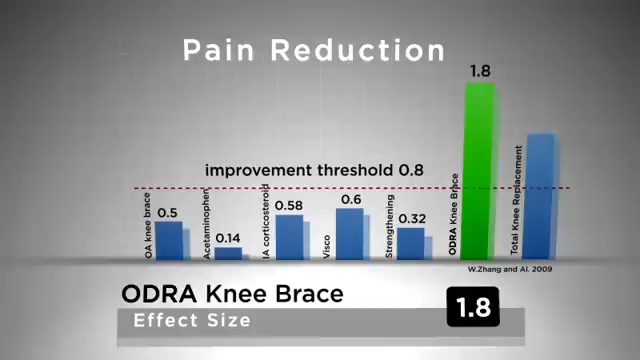 Pain Reduction
1.8
improvement threshold 0.8
OA knee brace
0.5
Acetaminophen
0.14
IA corticosteroid
0.58
Visco
0.6
Strengthening
0.32
ODRA Knee Brace
Total Knee Replacement
W.Zhang and Al. 2009
ODRA Knee Brace
1.8
Effect Size